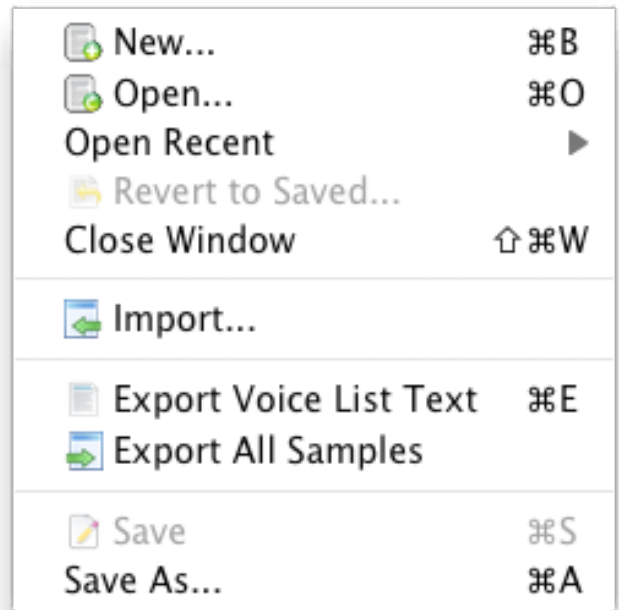 New... ⌘B
Open... ⌘O
Open Recent ▶
Revert to Saved...
Close Window ⇧⌘W
Import...
Export Voice List Text ⌘E
Export All Samples
Save ⌘S
Save As... ⌘A